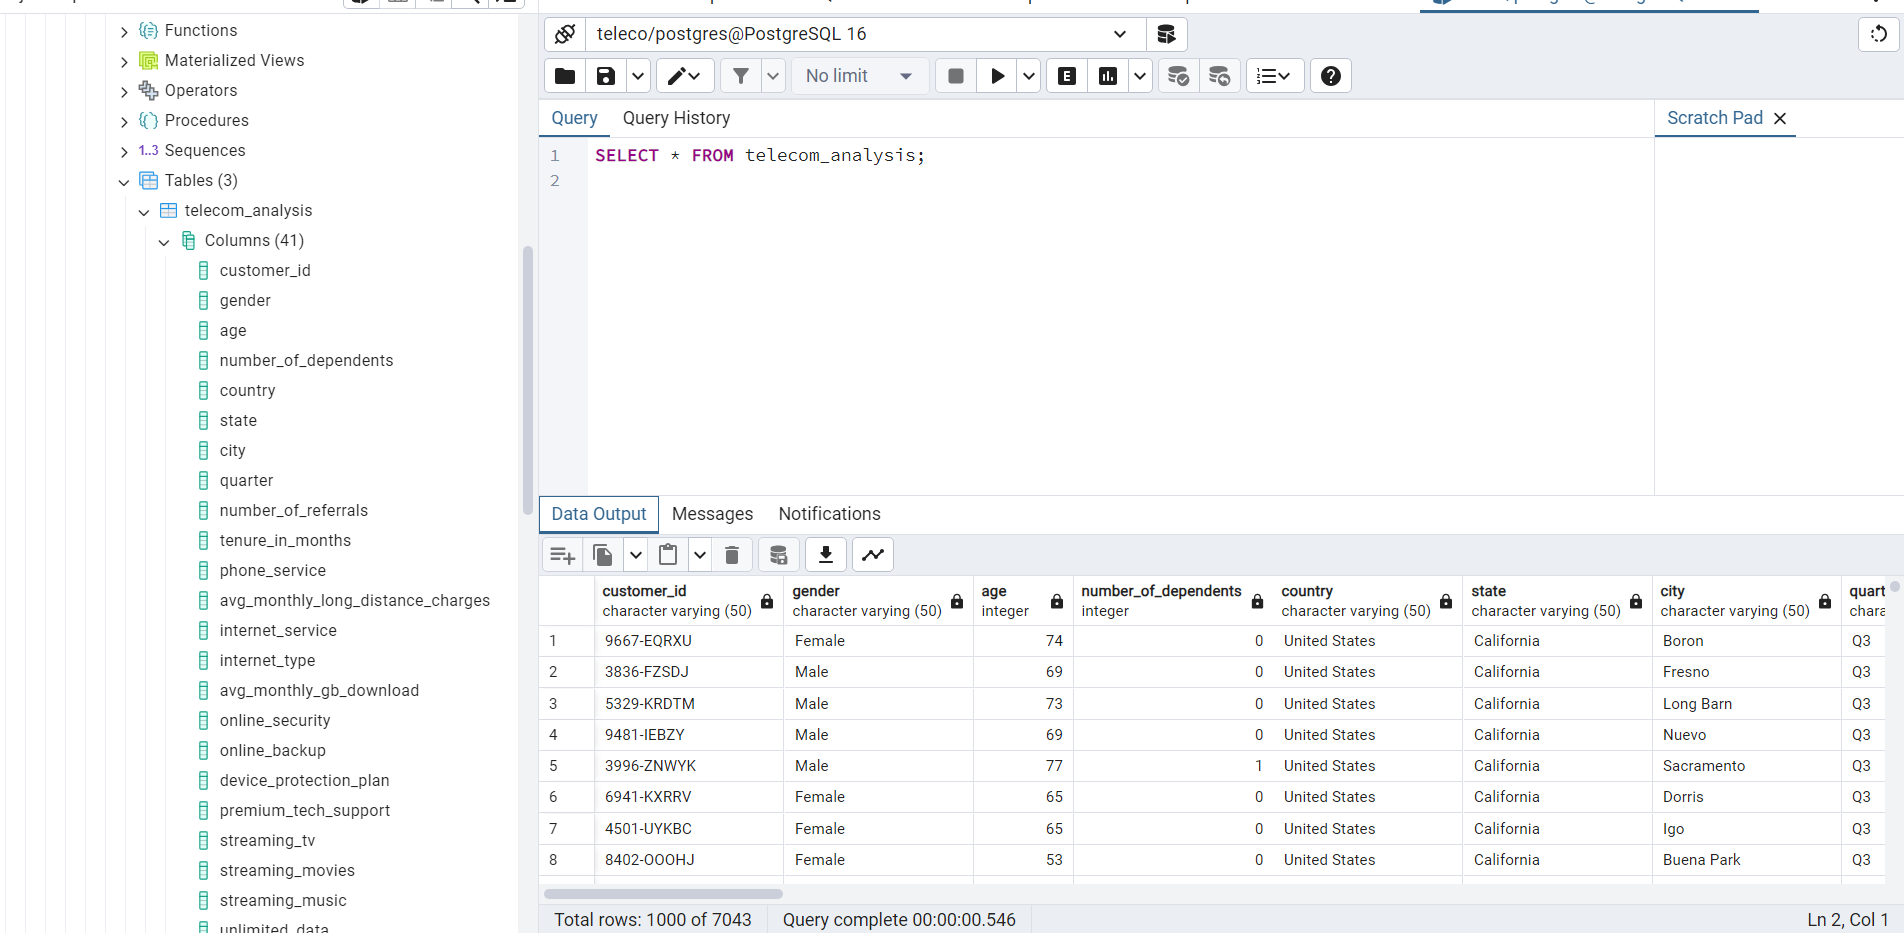 Functions
Materialized Views
Operators
Procedures
1..3 Sequences
Tables (3)
telecom_analysis
Columns (41)
customer_id
gender
age
number_of_dependents
country
state
city
quarter
number_of_referrals
tenure_in_months
phone_service
avg_monthly_long_distance_charges
internet_service
internet_type
avg_monthly_gb_download
online_security
online_backup
device_protection_plan
premium_tech_support
streaming_tv
streaming_movies
streaming_music
unlimited_data
teleco/postgres@PostgreSQL 16
No limit
E
Query Query History
Scratch Pad
1 SELECT * FROM telecom_analysis;
2
Data Output Messages Notifications
customer_id gender age number_of_dependents country state city quart
character varying (50) character varying (50) integer integer character varying (50) character varying (50) character varying (50) chara
1 9667-EQRXU Female 74 0 United States California Boron Q3
2 3836-FZSDJ Male 69 0 United States California Fresno Q3
3 5329-KRDTM Male 73 0 United States California Long Barn Q3
4 9481-IEBZY Male 69 0 United States California Nuevo Q3
5 3996-ZNWYK Male 77 1 United States California Sacramento Q3
6 6941-KXRRV Female 65 0 United States California Dorris Q3
7 4501-UYKBC Female 65 0 United States California Igo Q3
8 8402-OOOHJ Female 53 0 United States California Buena Park Q3
Total rows: 1000 of 7043 Query complete 00:00:00.546 Ln 2, Col 1